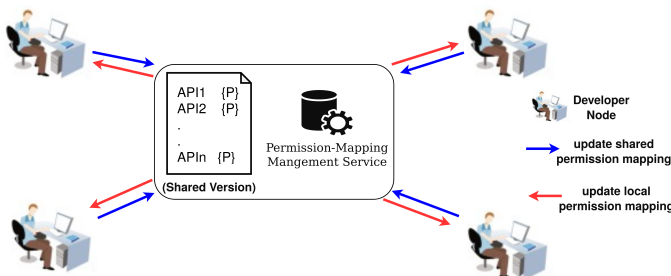 API1 {P}
API2 {P}
.
.
APIn {P}
(Shared Version)
Permission-Mapping
Mangement Service
Developer
Node
update shared
permission mapping
update local
permission mapping